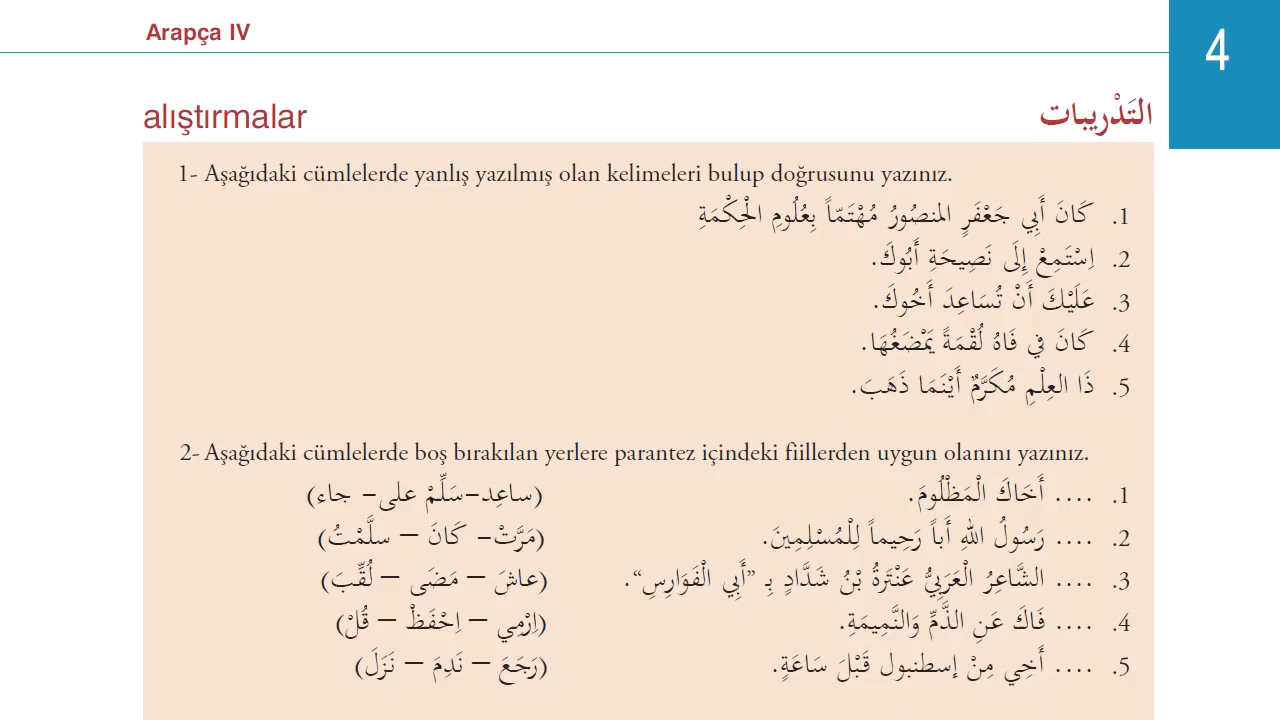 Arapça IV
4
alıştırmalar
التَدْرِيبات
1- Aşağıdaki cümlelerde yanlış yazılmış olan kelimeleri bulup doğrusunu yazınız.
1. كَانَ أَبِي جَعْفَرٍ المنصُورُ مُهْتَمّاً بِعُلُومِ الْحِكْمَةِ
2. اِسْتَمِعْ إِلَى نَصِيحَةِ أَبُوكَ.
3. عَلَيْكَ أَنْ تُسَاعِدَ أَخُوكَ.
4. كَانَ فِي فَاهُ لُقْمَةً يَمْضَغُهَا.
5. ذَا العِلْمِ مُكَرَّمٌ أَيْنَمَا ذَهَبَ.
2- Aşağıdaki cümlelerde boş bırakılan yerlere parantez içindeki fiillerden uygun olanını yazınız.
1. .... أَخَاكَ الْمَظْلُومَ. (ساعِد–سَلِّمْ على– جاء)
2. .... رَسُولُ اللهِ أَباً رَحِيماً لِلْمُسْلِمِينَ. (مَرَّتْ– كَانَ – سلَّمْتُ)
3. .... الشَّاعِرُ الْعَرَبِيُّ عَنْتَرَةُ بْنُ شَدَّادٍ بِـ ”أَبِي الْفَوَارِسِ“. (عاشَ – مَضَى – لُقِّبَ)
4. .... فَاكَ عَنِ الذَّمِّ وَالنَّمِيمَةِ. (اِرْمِي – اِحْفَظْ – قُلْ)
5. .... أَخِي مِنْ إسطنبول قَبْلَ سَاعَةٍ. (رَجَعَ – نَدِمَ – نَزَلَ)